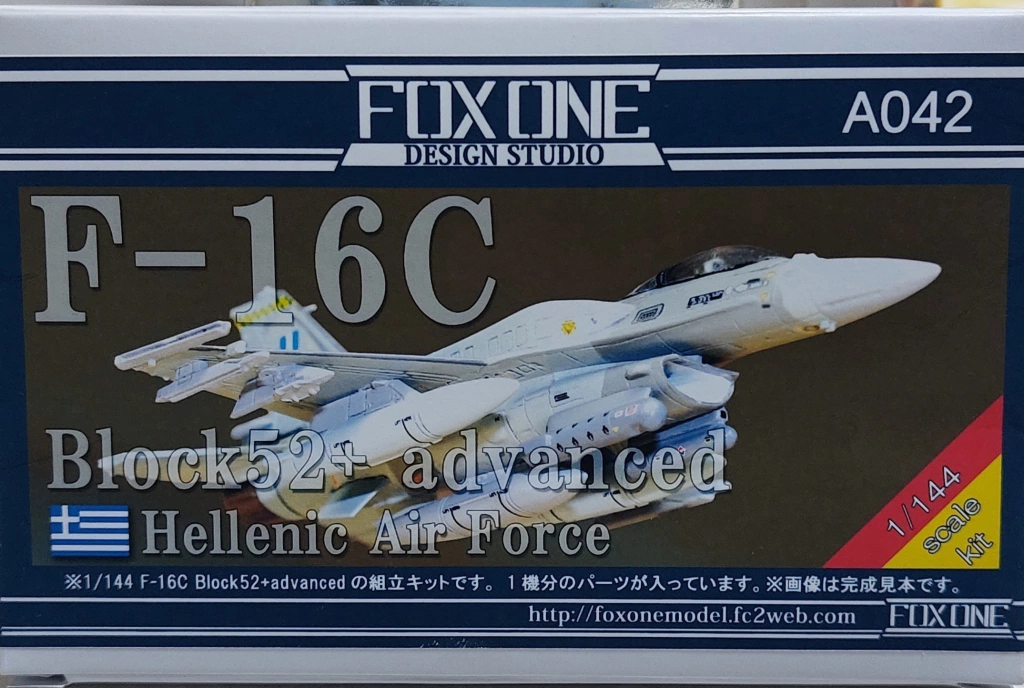 FOX ONE
DESIGN STUDIO
A042
F-16C
Block52+ advanced
Hellenic Air Force
1/144
scale
kit
※1/144 F-16C Block52+advanced の組立キットです。 1機分のパーツが入っています。※画像は完成見本です。
http://foxonemodel.fc2web.com
FOX ONE